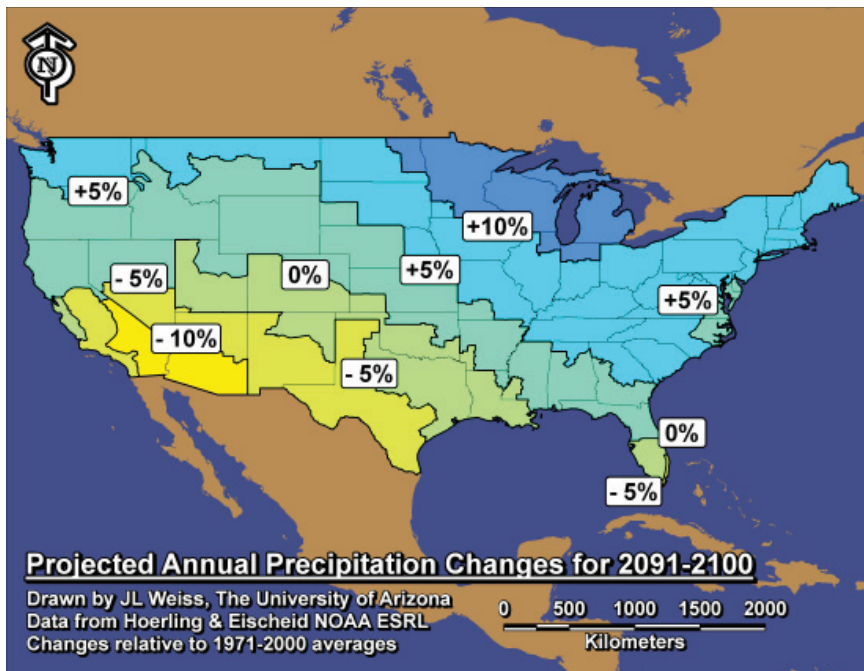 N
+5%
+10%
- 5%
0%
+5%
+5%
- 10%
- 5%
0%
- 5%
Projected Annual Precipitation Changes for 2091-2100
Drawn by JL Weiss, The University of Arizona
Data from Hoerling & Eischeid NOAA ESRL
Changes relative to 1971-2000 averages
0 500 1000 1500 2000
Kilometers